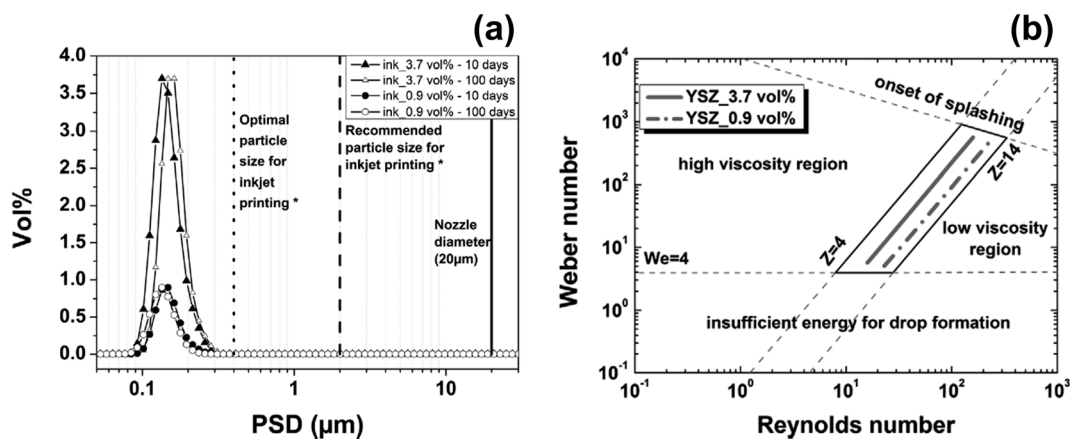 (a)
4.0
3.5
3.0
2.5
2.0
1.5
1.0
0.5
0.0
Vol%
ink_3.7 vol% - 10 days
ink_3.7 vol% - 100 days
ink_0.9 vol% - 10 days
ink_0.9 vol% - 100 days
Optimal
particle
size for
inkjet
printing *
Recommended
particle size for
inkjet printing *
Nozzle
diameter
(20µm)
0.1
1
10
PSD (µm)
(b)
10⁴
10³
10²
10¹
10⁰
10⁻¹
Weber number
YSZ_3.7 vol%
YSZ_0.9 vol%
onset of splashing
high viscosity region
Z=14
Z=4
low viscosity
region
We=4
insufficient energy for drop formation
10⁻¹
10⁰
10¹
10²
10³
Reynolds number